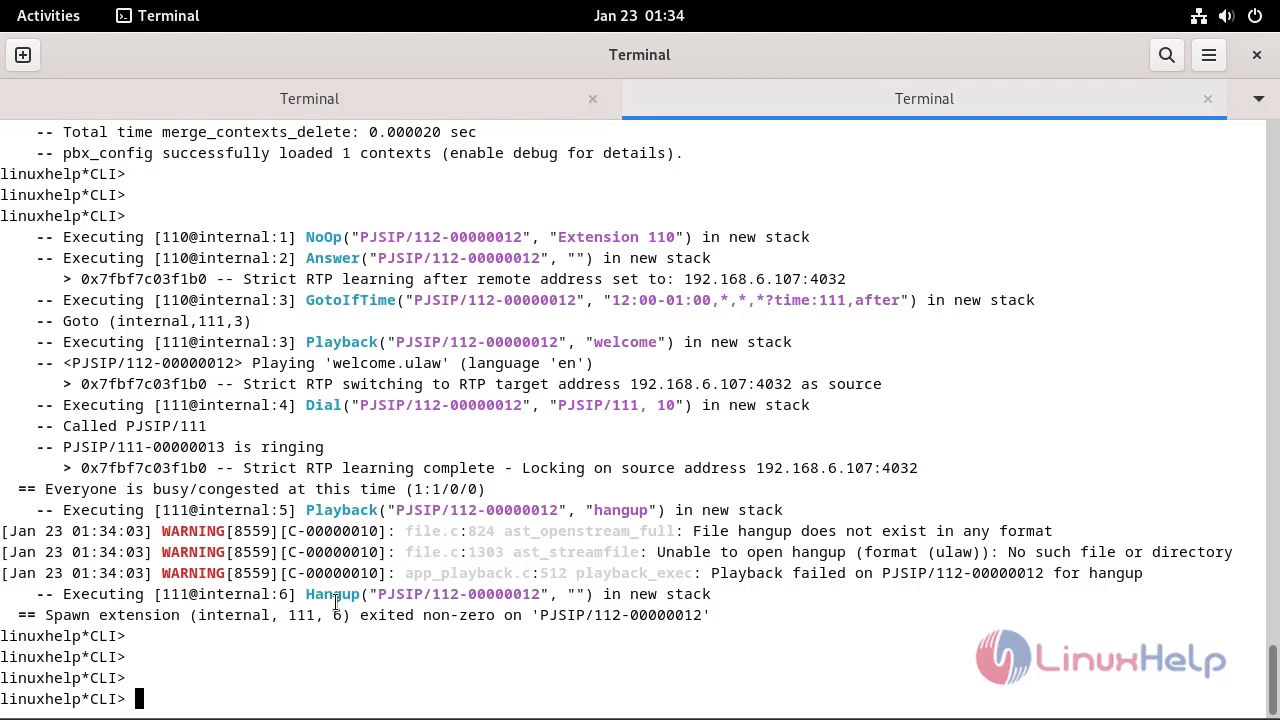 Activities Terminal Jan 23 01:34
Terminal
Terminal × Terminal ×
-- Total time merge_contexts_delete: 0.000020 sec
-- pbx_config successfully loaded 1 contexts (enable debug for details).
linuxhelp*CLI>
linuxhelp*CLI>
linuxhelp*CLI>
-- Executing [110@internal:1] NoOp("PJSIP/112-00000012", "Extension 110") in new stack
-- Executing [110@internal:2] Answer("PJSIP/112-00000012", "") in new stack
> 0x7fbf7c03f1b0 -- Strict RTP learning after remote address set to: 192.168.6.107:4032
-- Executing [110@internal:3] GotoIfTime("PJSIP/112-00000012", "12:00-01:00,*,*,*?time:111,after") in new stack
-- Goto (internal,111,3)
-- Executing [111@internal:3] Playback("PJSIP/112-00000012", "welcome") in new stack
-- <PJSIP/112-00000012> Playing 'welcome.ulaw' (language 'en')
> 0x7fbf7c03f1b0 -- Strict RTP switching to RTP target address 192.168.6.107:4032 as source
-- Executing [111@internal:4] Dial("PJSIP/112-00000012", "PJSIP/111, 10") in new stack
-- Called PJSIP/111
-- PJSIP/111-00000013 is ringing
> 0x7fbf7c03f1b0 -- Strict RTP learning complete - Locking on source address 192.168.6.107:4032
== Everyone is busy/congested at this time (1:1/0/0)
-- Executing [111@internal:5] Playback("PJSIP/112-00000012", "hangup") in new stack
[Jan 23 01:34:03] WARNING[8559][C-00000010]: file.c:824 ast_openstream_full: File hangup does not exist in any format
[Jan 23 01:34:03] WARNING[8559][C-00000010]: file.c:1303 ast_streamfile: Unable to open hangup (format (ulaw)): No such file or directory
[Jan 23 01:34:03] WARNING[8559][C-00000010]: app_playback.c:512 playback_exec: Playback failed on PJSIP/112-00000012 for hangup
-- Executing [111@internal:6] Hangup("PJSIP/112-00000012", "") in new stack
== Spawn extension (internal, 111, 6) exited non-zero on 'PJSIP/112-00000012'
linuxhelp*CLI>
linuxhelp*CLI>
linuxhelp*CLI>
linuxhelp*CLI>
LinuxHelp